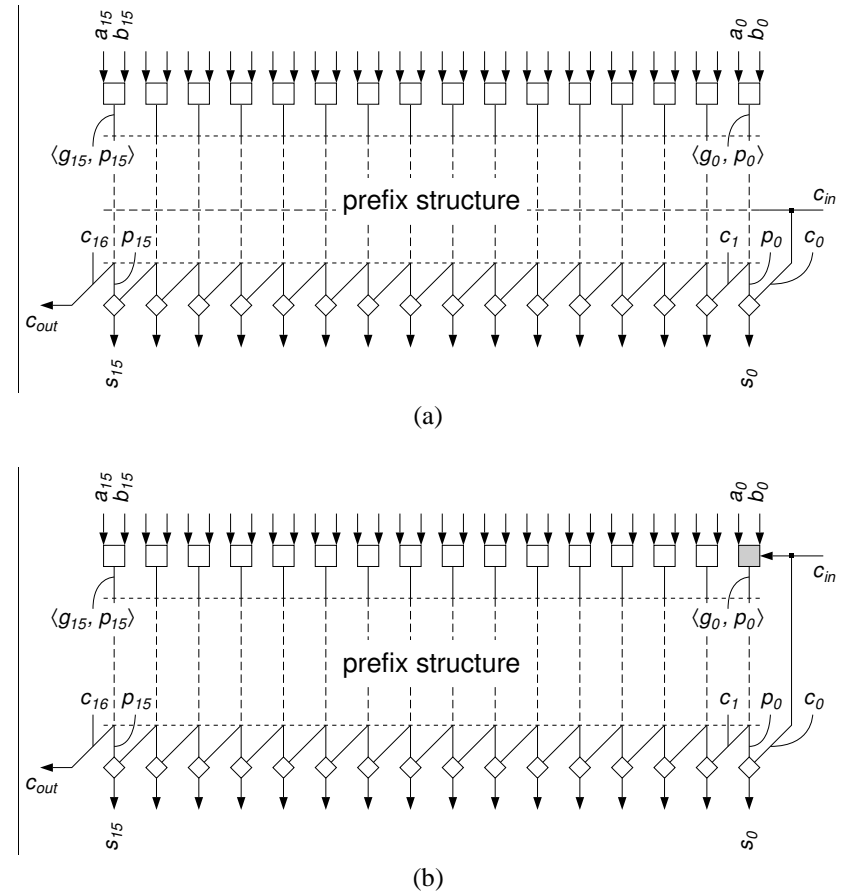 a15 b15 a0 b0
⟨g15, p15⟩ ⟨g0, p0⟩
prefix structure
cin
c16 p15 c1 p0 c0
cout
s15 s0
(a)
a15 b15 a0 b0
cin
⟨g15, p15⟩ ⟨g0, p0⟩
prefix structure
c16 p15 c1 p0 c0
cout
s15 s0
(b)